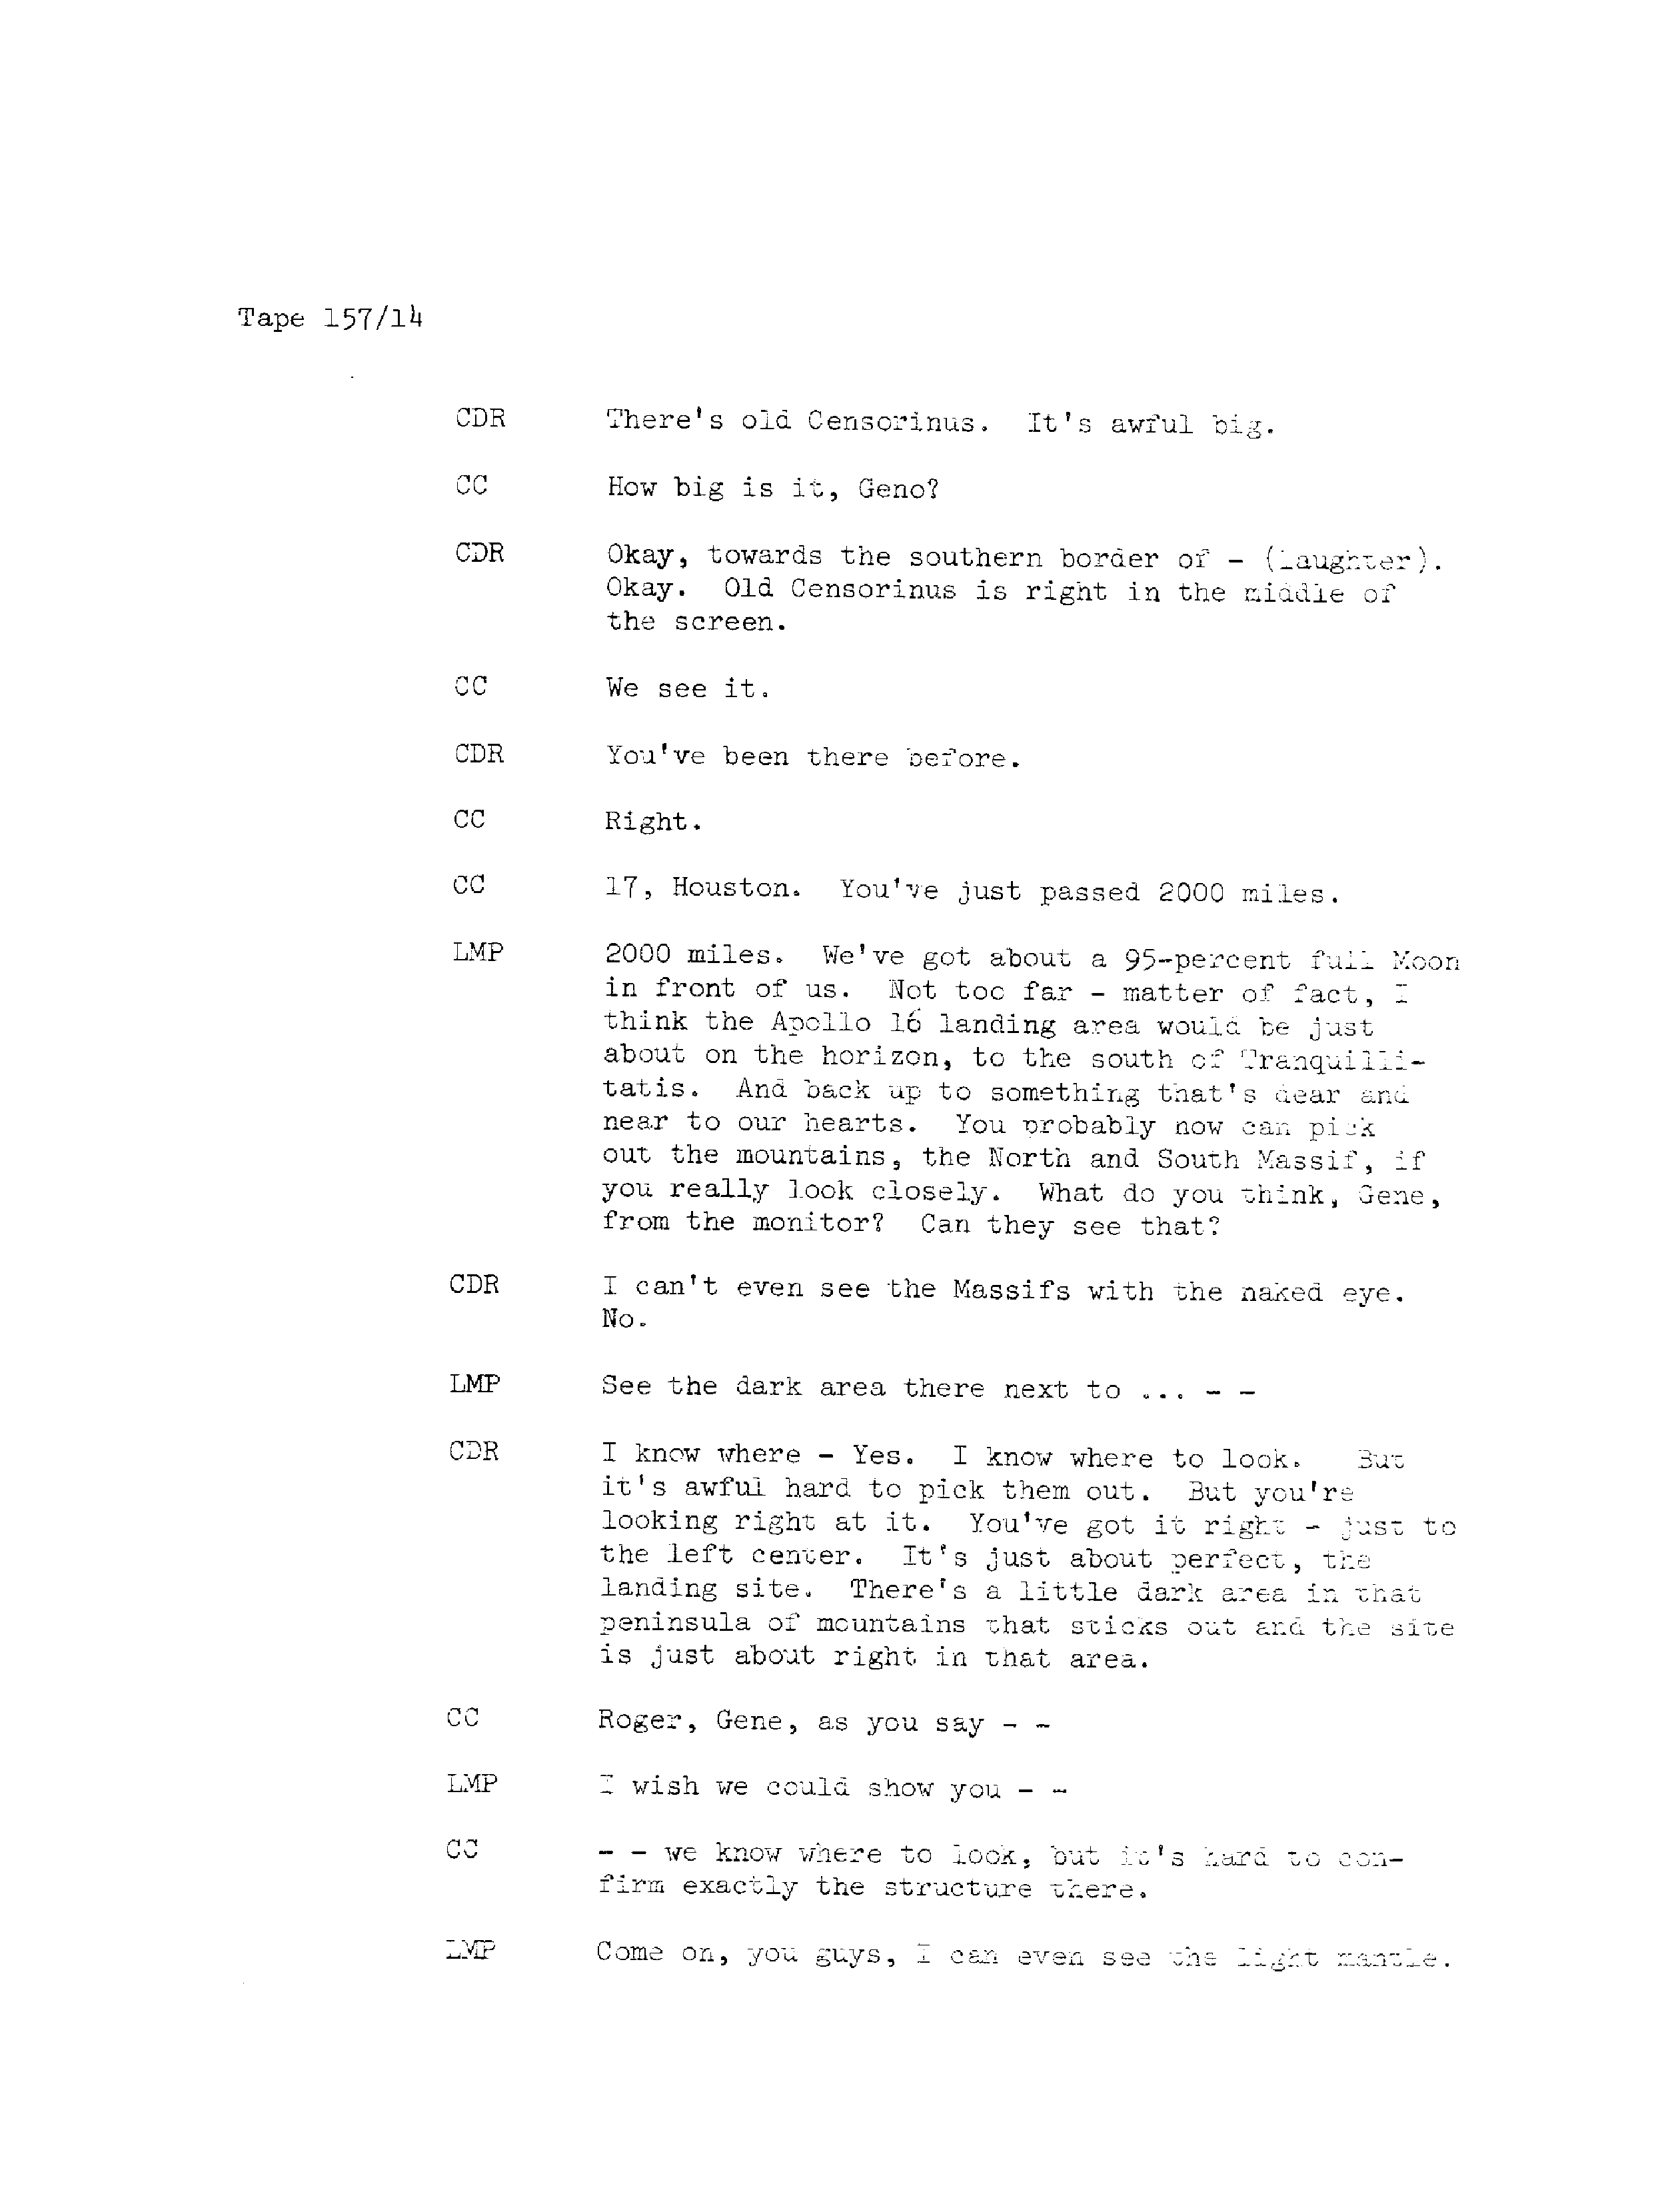 Tape 157/14
CDR There's old Censorinus. It's awful big.
CC How big is it, Geno?
CDR Okay, towards the southern border of - (laughter).
Okay. Old Censorinus is right in the middle of
the screen.
CC We see it.
CDR You've been there before.
CC Right.
CC 17, Houston. You've just passed 2000 miles.
LMP 2000 miles. We've got about a 95-percent full Moon
in front of us. Not too far - matter of fact, I
think the Apollo 16 landing area would be just
about on the horizon, to the south of Tranquilli-
tatis. And back up to something that's dear and
near to our hearts. You probably now can pick
out the mountains, the North and South Massif, if
you really look closely. What do you think, Gene,
from the monitor? Can they see that?
CDR I can't even see the Massifs with the naked eye.
No.
LMP See the dark area there next to ... - -
CDR I know where - Yes. I know where to look. But
it's awful hard to pick them out. But you're
looking right at it. You've got it right - just to
the left center. It's just about perfect, the
landing site. There's a little dark area in that
peninsula of mountains that sticks out and the site
is just about right in that area.
CC Roger, Gene, as you say - -
LMP I wish we could show you - -
CC - - we know where to look, but it's hard to con-
firm exactly the structure there.
LMP Come on, you guys, I can even see the light mantle.